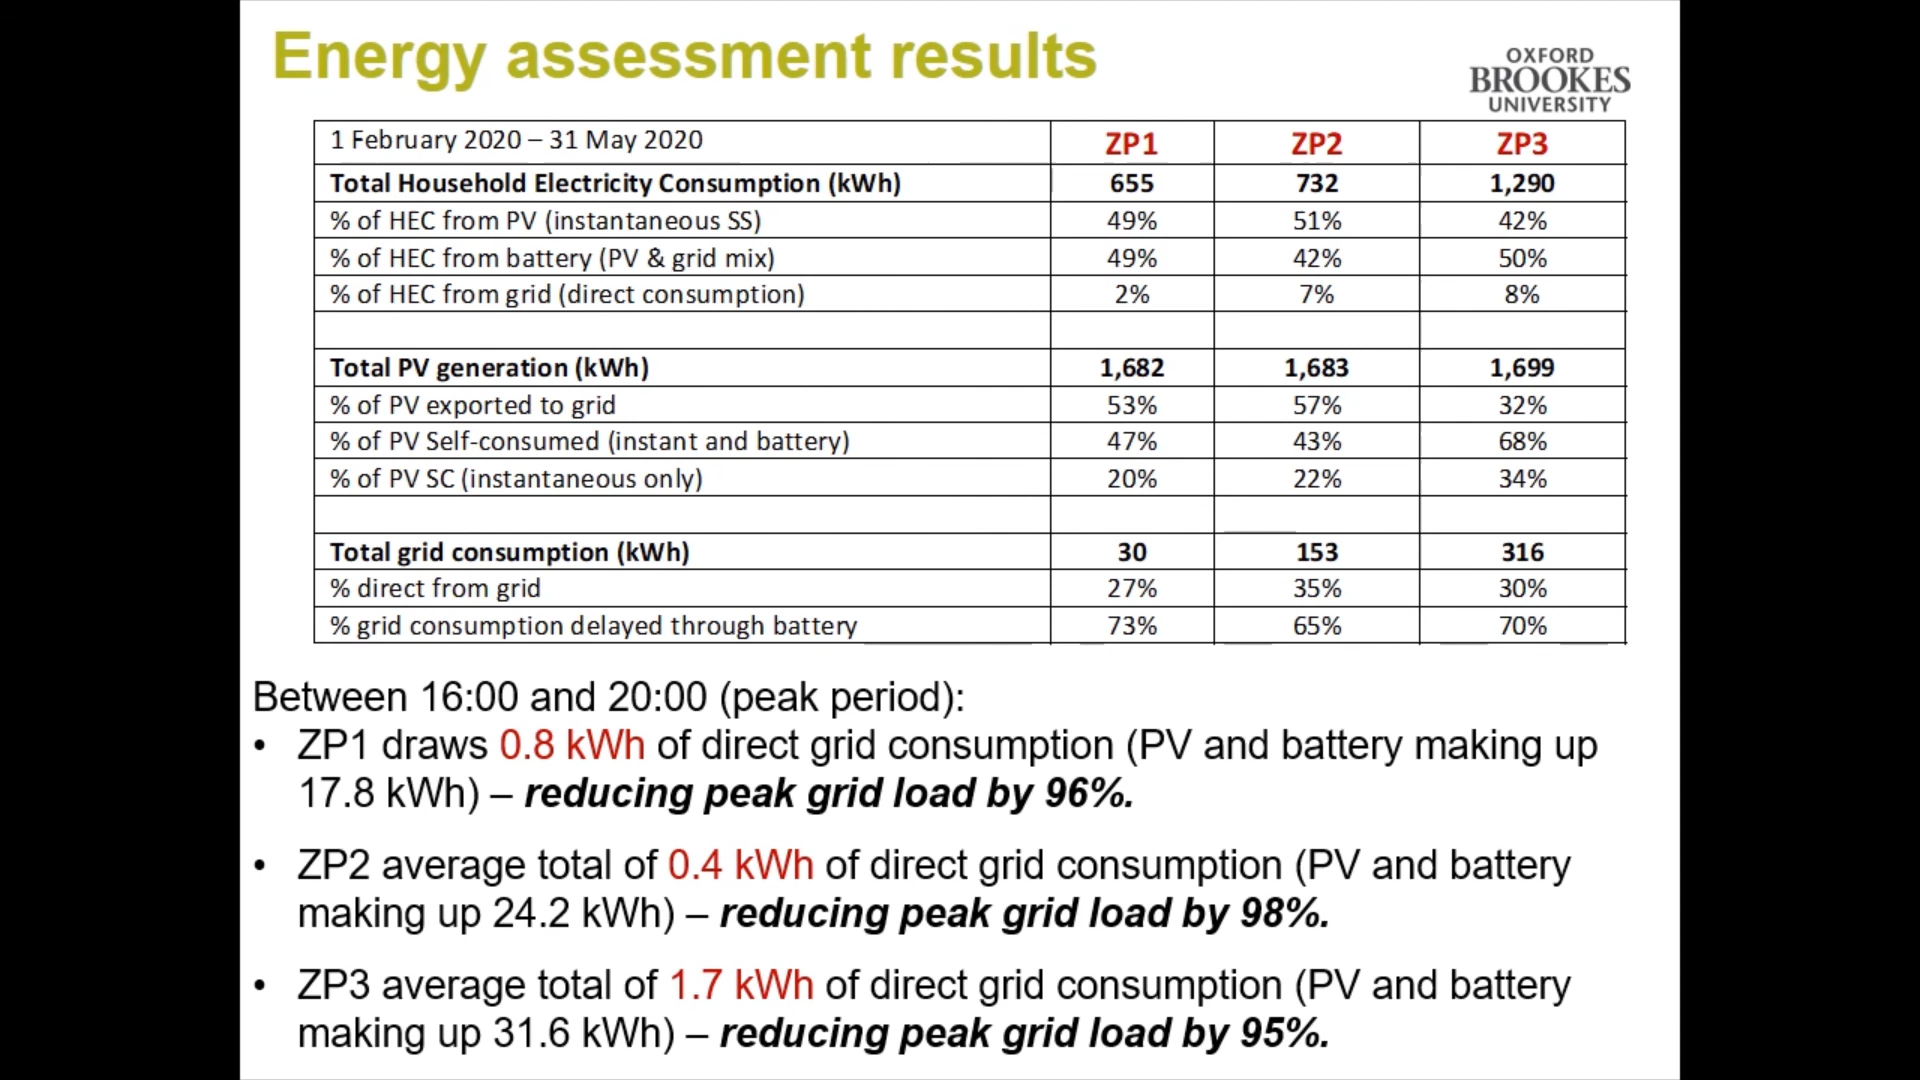 Energy assessment results
OXFORD
BROOKES
UNIVERSITY
1 February 2020 – 31 May 2020 ZP1 ZP2 ZP3
Total Household Electricity Consumption (kWh) 655 732 1,290
% of HEC from PV (instantaneous SS) 49% 51% 42%
% of HEC from battery (PV & grid mix) 49% 42% 50%
% of HEC from grid (direct consumption) 2% 7% 8%
Total PV generation (kWh) 1,682 1,683 1,699
% of PV exported to grid 53% 57% 32%
% of PV Self-consumed (instant and battery) 47% 43% 68%
% of PV SC (instantaneous only) 20% 22% 34%
Total grid consumption (kWh) 30 153 316
% direct from grid 27% 35% 30%
% grid consumption delayed through battery 73% 65% 70%
Between 16:00 and 20:00 (peak period):
• ZP1 draws 0.8 kWh of direct grid consumption (PV and battery making up
17.8 kWh) – reducing peak grid load by 96%.
• ZP2 average total of 0.4 kWh of direct grid consumption (PV and battery
making up 24.2 kWh) – reducing peak grid load by 98%.
• ZP3 average total of 1.7 kWh of direct grid consumption (PV and battery
making up 31.6 kWh) – reducing peak grid load by 95%.